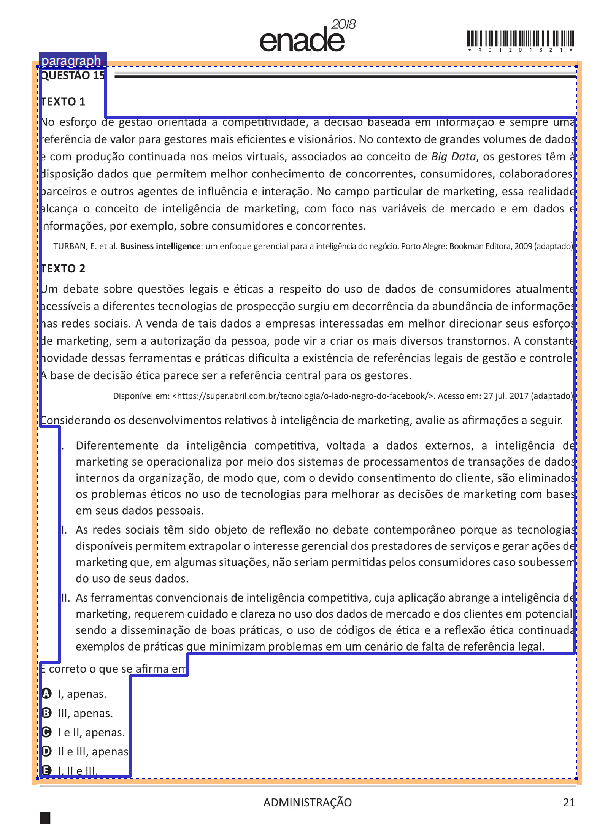 enade 2018
*R2120182 1*
paragraph
QUESTÃO 15
TEXTO 1
No esforço de gestão orientada à competitividade, a decisão baseada em informação é sempre uma
referência de valor para gestores mais eficientes e visionários. No contexto de grandes volumes de dados
e com produção continuada nos meios virtuais, associados ao conceito de Big Data, os gestores têm à
disposição dados que permitem melhor conhecimento de concorrentes, consumidores, colaboradores,
parceiros e outros agentes de influência e interação. No campo particular de marketing, essa realidade
alcança o conceito de inteligência de marketing, com foco nas variáveis de mercado e em dados e
informações, por exemplo, sobre consumidores e concorrentes.
TURBAN, E. et al. Business intelligence: um enfoque gerencial para a inteligência do negócio. Porto Alegre: Bookman Editora, 2009 (adaptado)
TEXTO 2
Um debate sobre questões legais e éticas a respeito do uso de dados de consumidores atualmente
acessíveis a diferentes tecnologias de prospecção surgiu em decorrência da abundância de informações
nas redes sociais. A venda de tais dados a empresas interessadas em melhor direcionar seus esforços
de marketing, sem a autorização da pessoa, pode vir a criar os mais diversos transtornos. A constante
novidade dessas ferramentas e práticas dificulta a existência de referências legais de gestão e controle.
A base de decisão ética parece ser a referência central para os gestores.
Disponível em: <https://super.abril.com.br/tecnologia/o-lado-negro-do-facebook/>. Acesso em: 27 jul. 2017 (adaptado)
Considerando os desenvolvimentos relativos à inteligência de marketing, avalie as afirmações a seguir.
I. Diferentemente da inteligência competitiva, voltada a dados externos, a inteligência de
marketing se operacionaliza por meio dos sistemas de processamentos de transações de dados
internos da organização, de modo que, com o devido consentimento do cliente, são eliminados
os problemas éticos no uso de tecnologias para melhorar as decisões de marketing com bases
em seus dados pessoais.
II. As redes sociais têm sido objeto de reflexão no debate contemporâneo porque as tecnologias
disponíveis permitem extrapolar o interesse gerencial dos prestadores de serviços e gerar ações de
marketing que, em algumas situações, não seriam permitidas pelos consumidores caso soubessem
do uso de seus dados.
III. As ferramentas convencionais de inteligência competitiva, cuja aplicação abrange a inteligência de
marketing, requerem cuidado e clareza no uso dos dados de mercado e dos clientes em potencial,
sendo a disseminação de boas práticas, o uso de códigos de ética e a reflexão ética continuada
exemplos de práticas que minimizam problemas em um cenário de falta de referência legal.
É correto o que se afirma em
A I, apenas.
B III, apenas.
C I e II, apenas.
D II e III, apenas
E I, II e III.
ADMINISTRAÇÃO 21